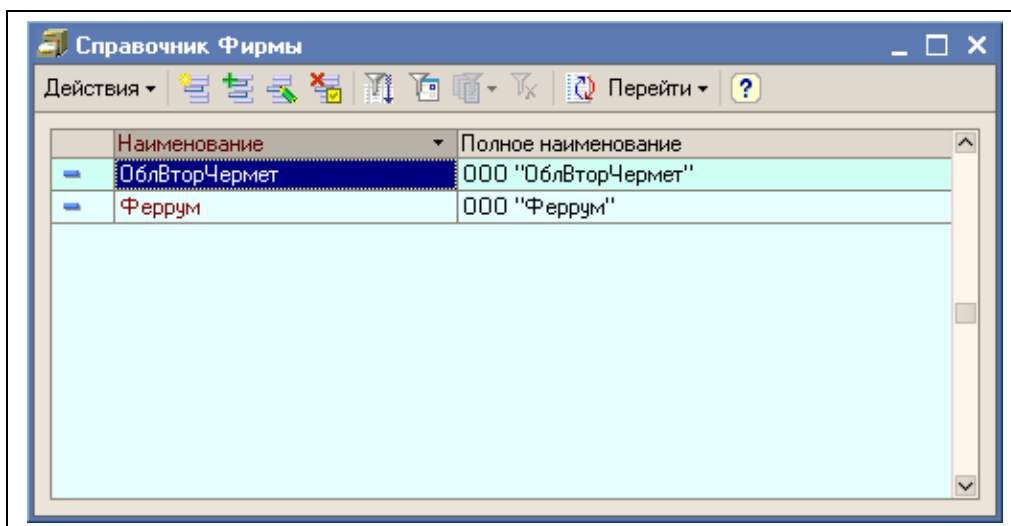 Справочник Фирмы
Действия Перейти ?
Наименование Полное наименование
ОблВторЧермет ООО "ОблВторЧермет"
Феррум ООО "Феррум"